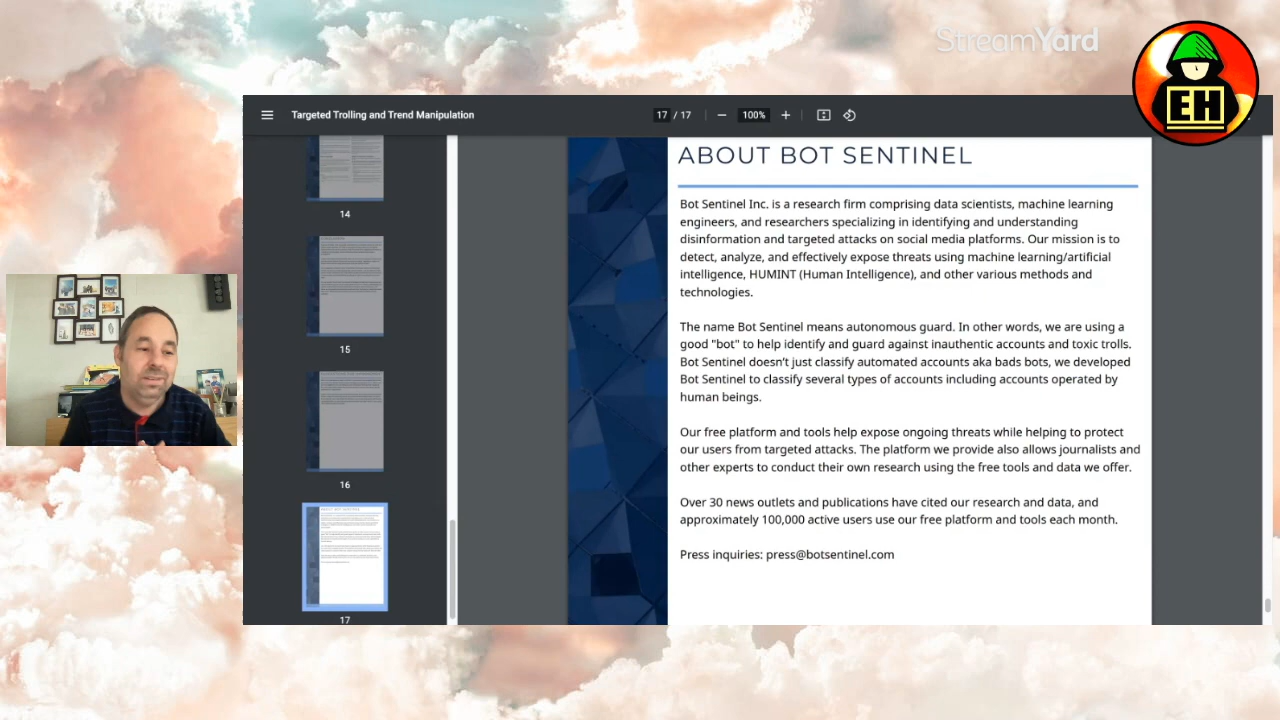 StreamYard
EH
Targeted Trolling and Trend Manipulation
17 / 17
100%
14
15
16
17
ABOUT BOT SENTINEL
Bot Sentinel Inc. is a research firm comprising data scientists, machine learning
engineers, and researchers specializing in identifying and understanding
disinformation and targeted attacks on social media platforms. Our mission is to
detect, analyze, and effectively expose threats using machine learning/artificial
intelligence, HUMINT (Human Intelligence), and other various methods and
technologies.
The name Bot Sentinel means autonomous guard. In other words, we are using a
good "bot" to help identify and guard against inauthentic accounts and toxic trolls.
Bot Sentinel doesn't just classify automated accounts aka bads bots, we developed
Bot Sentinel to classify several types of accounts including accounts operated by
human beings.
Our free platform and tools help expose ongoing threats while helping to protect
our users from targeted attacks. The platform we provide also allows journalists and
other experts to conduct their own research using the free tools and data we offer.
Over 30 news outlets and publications have cited our research and data, and
approximately 100,000 active users use our free platform and tools each month.
Press inquiries: press@botsentinel.com